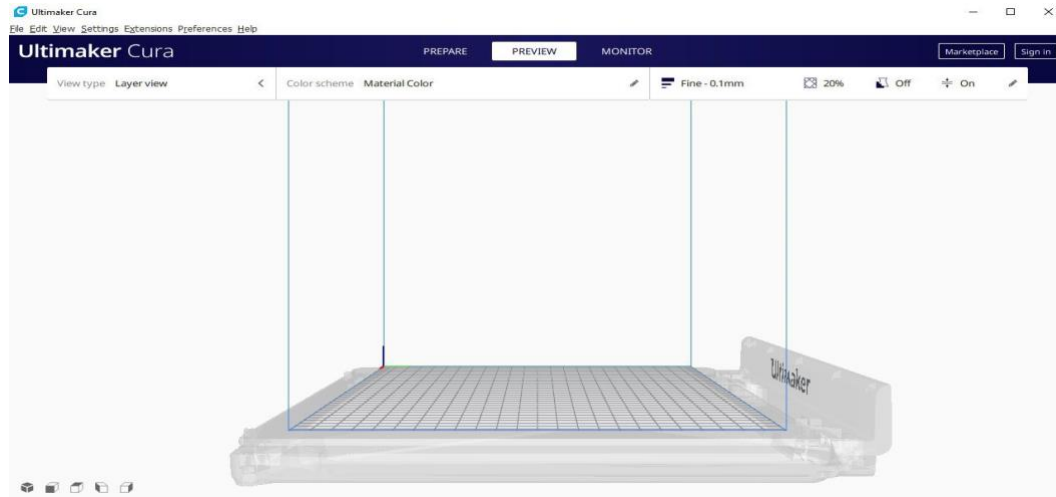 Ultimaker Cura
File Edit View Settings Extensions Preferences Help
Ultimaker Cura PREPARE PREVIEW MONITOR Marketplace Sign in
View type Layer view Color scheme Material Color Fine - 0.1mm 20% Off On
Ultimaker